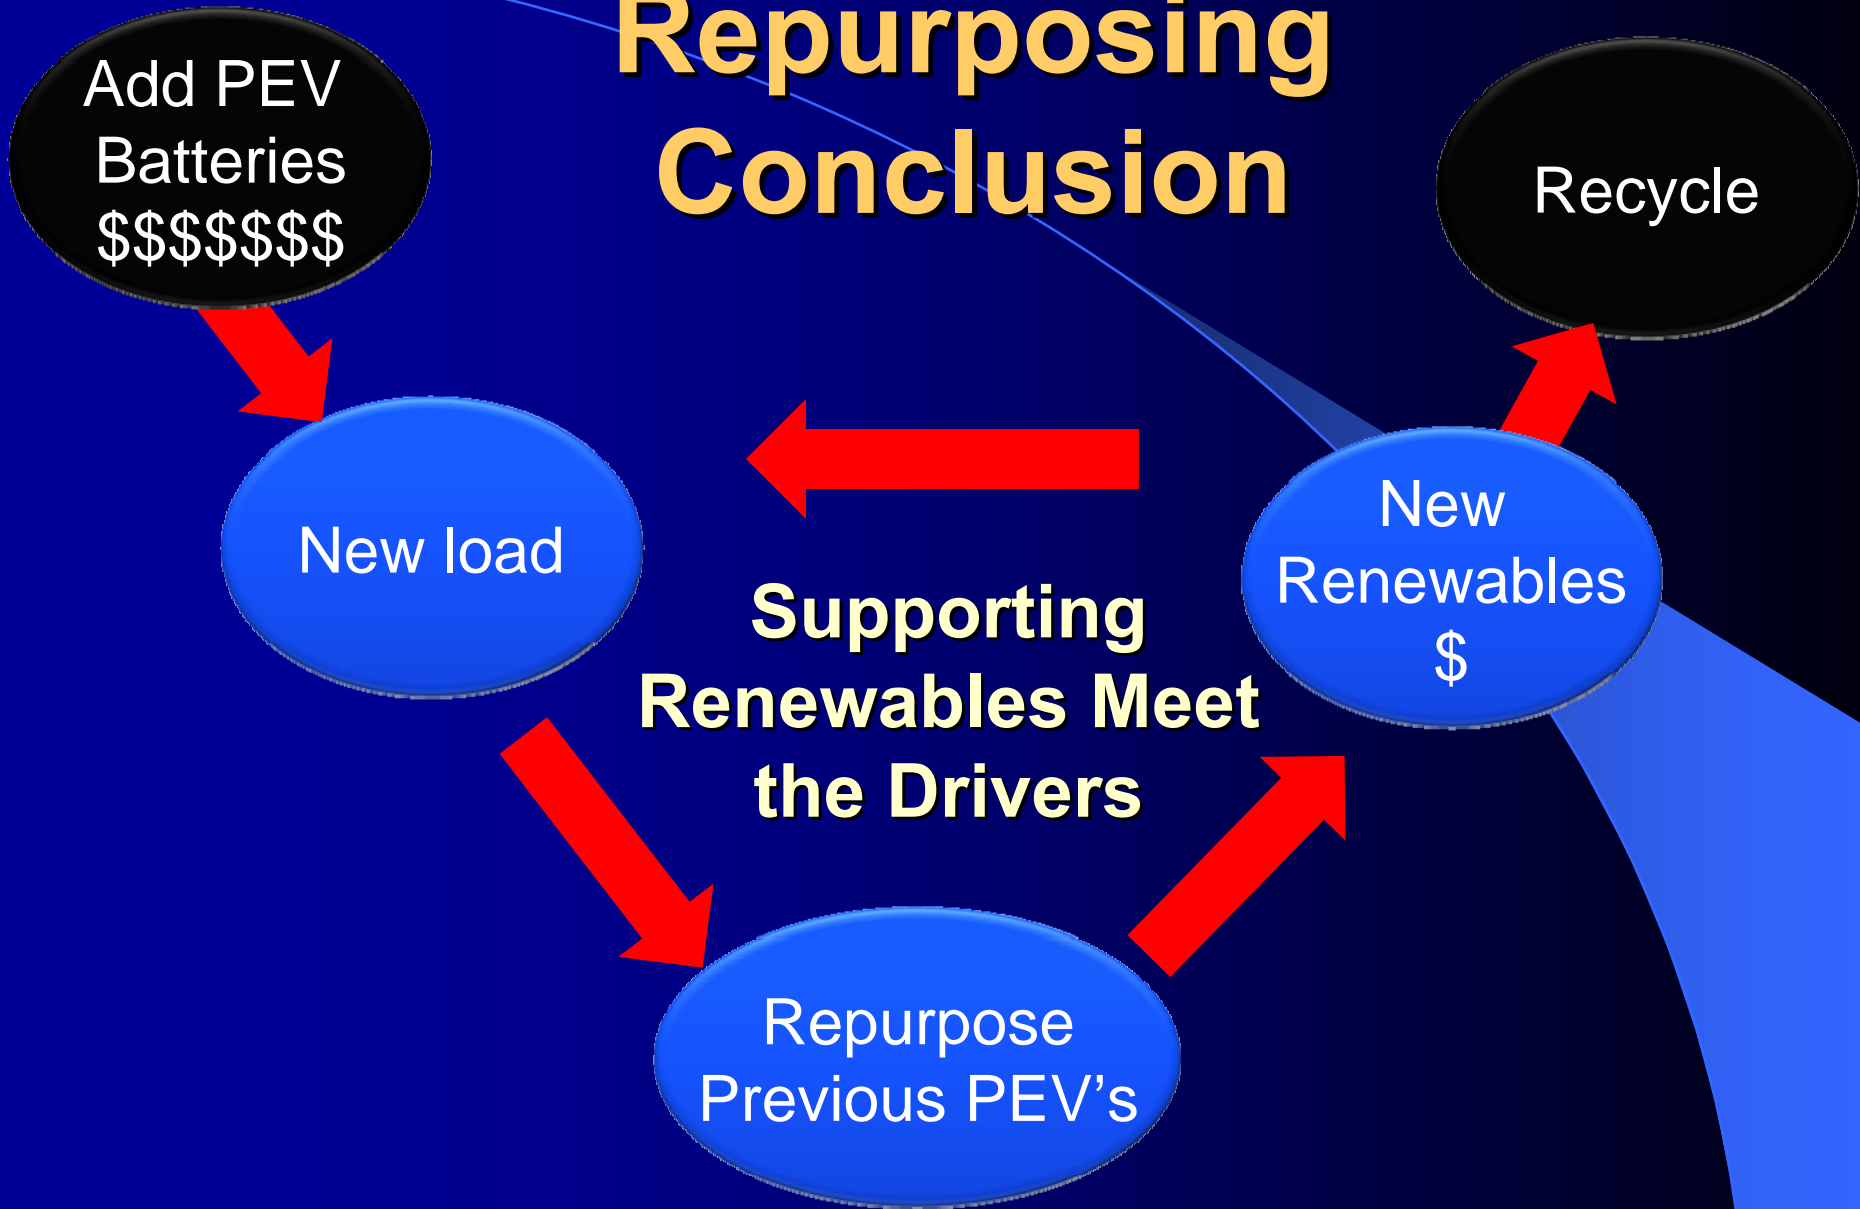 Repurposing
Conclusion
Add PEV
Batteries
$$$$$$$
Recycle
New load
New
Renewables
$
Supporting
Renewables Meet
the Drivers
Repurpose
Previous PEV’s